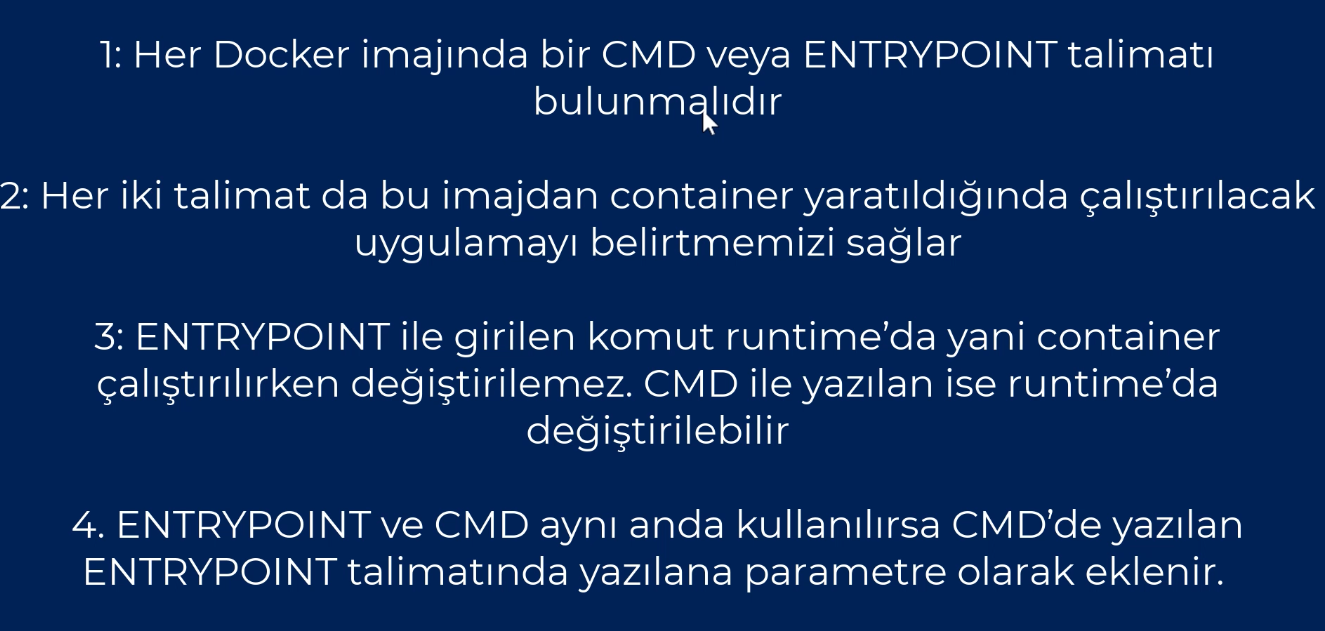 1: Her Docker imajında bir CMD veya ENTRYPOINT talimatı
bulunmalıdır
2: Her iki talimat da bu imajdan container yaratıldığında çalıştırılacak
uygulamayı belirtmemizi sağlar
3: ENTRYPOINT ile girilen komut runtime’da yani container
çalıştırılırken değiştirilemez. CMD ile yazılan ise runtime’da
değiştirilebilir
4. ENTRYPOINT ve CMD aynı anda kullanılırsa CMD’de yazılan
ENTRYPOINT talimatında yazılana parametre olarak eklenir.